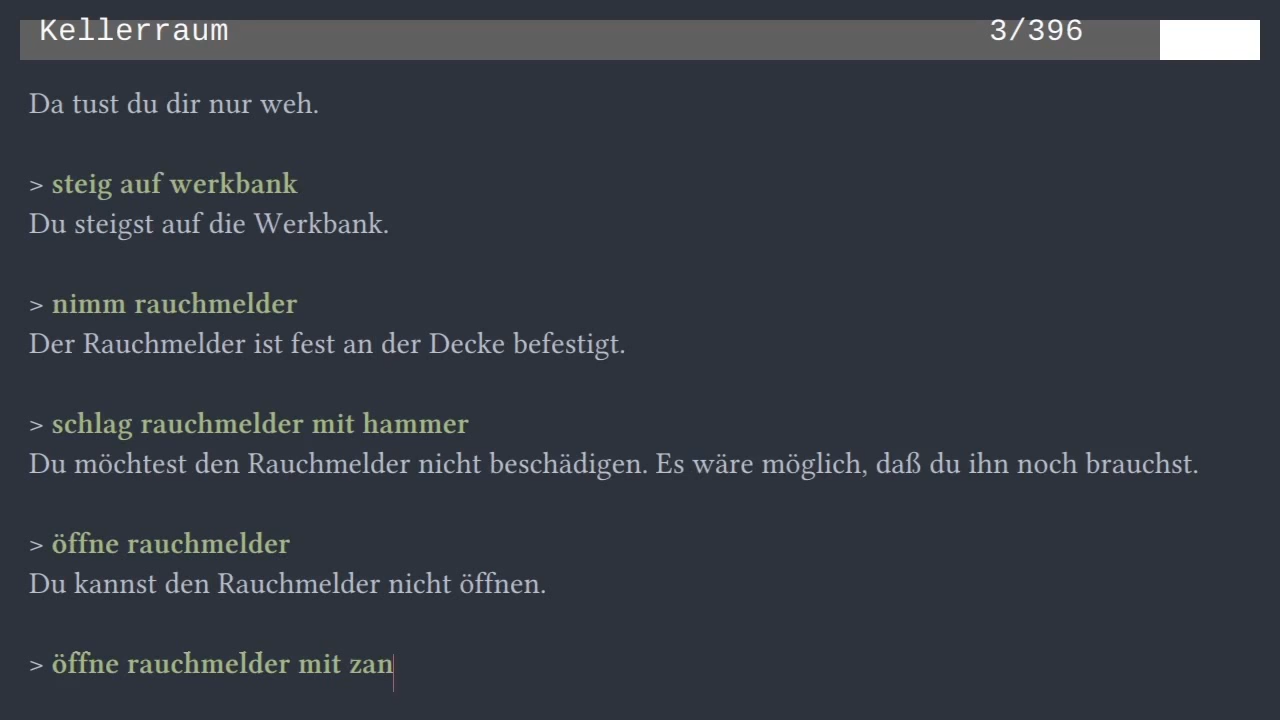 Kellerraum 3/396
Da tust du dir nur weh.
> steig auf werkbank
Du steigst auf die Werkbank.
> nimm rauchmelder
Der Rauchmelder ist fest an der Decke befestigt.
> schlag rauchmelder mit hammer
Du möchtest den Rauchmelder nicht beschädigen. Es wäre möglich, daß du ihn noch brauchst.
> öffne rauchmelder
Du kannst den Rauchmelder nicht öffnen.
> öffne rauchmelder mit zan